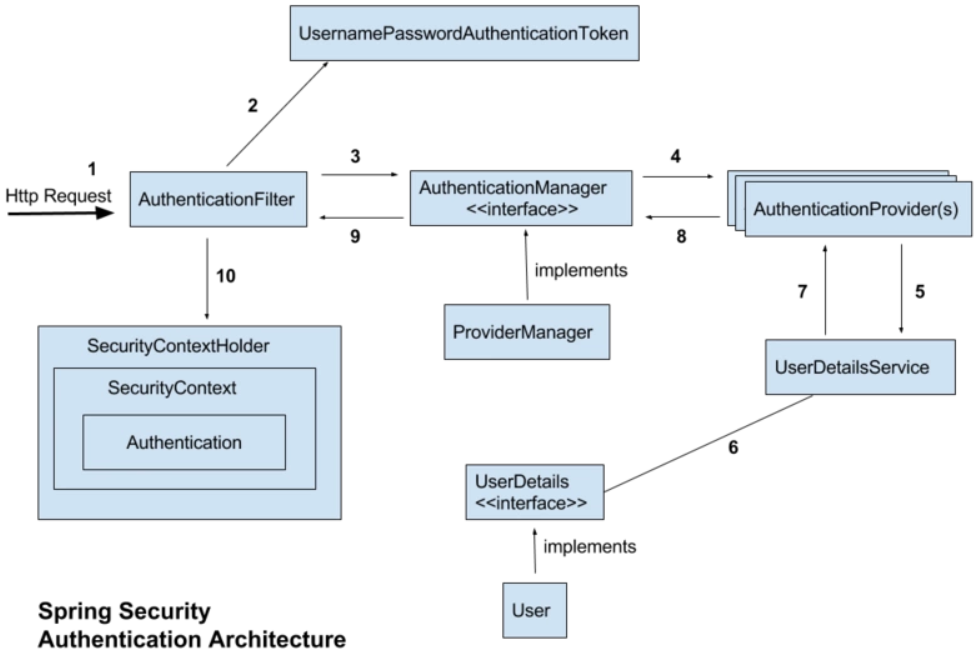 UsernamePasswordAuthenticationToken
2
1
3
4
Http Request
AuthenticationFilter
AuthenticationManager
<<interface>>
AuthenticationProvider(s)
9
8
10
implements
7
5
ProviderManager
SecurityContextHolder
SecurityContext
Authentication
UserDetailsService
6
UserDetails
<<interface>>
implements
User
Spring Security
Authentication Architecture